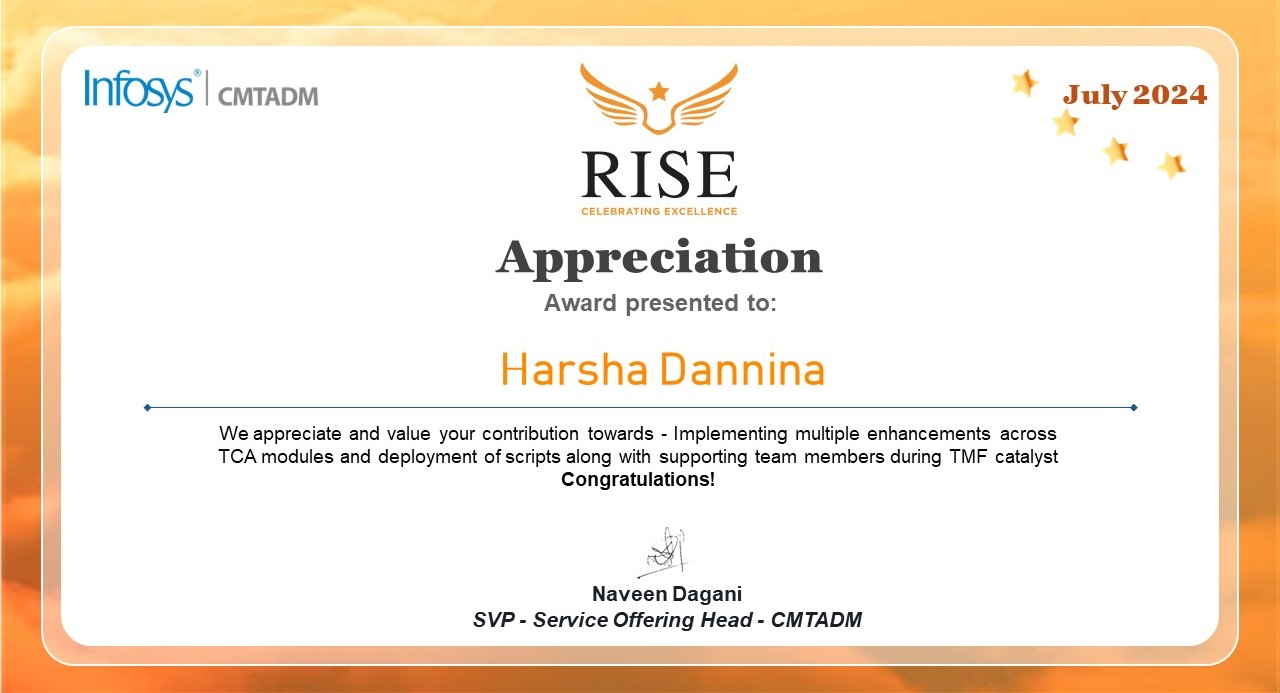 Infosys® | CMTADM
July 2024
RISE
CELEBRATING EXCELLENCE
Appreciation
Award presented to:
Harsha Dannina
We appreciate and value your contribution towards - Implementing multiple enhancements across
TCA modules and deployment of scripts along with supporting team members during TMF catalyst
Congratulations!
Naveen Dagani
SVP - Service Offering Head - CMTADM